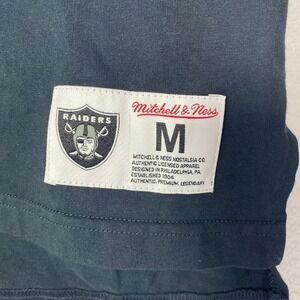 RAIDERS
Mitchell & Ness
M
MITCHELL & NESS NOSTALGIA CO.
AUTHENTIC LICENSED APPAREL
DESIGNED IN PHILADELPHIA, PA
ESTABLISHED 1904
AUTHENTIC, PREMIUM, LEGENDARY